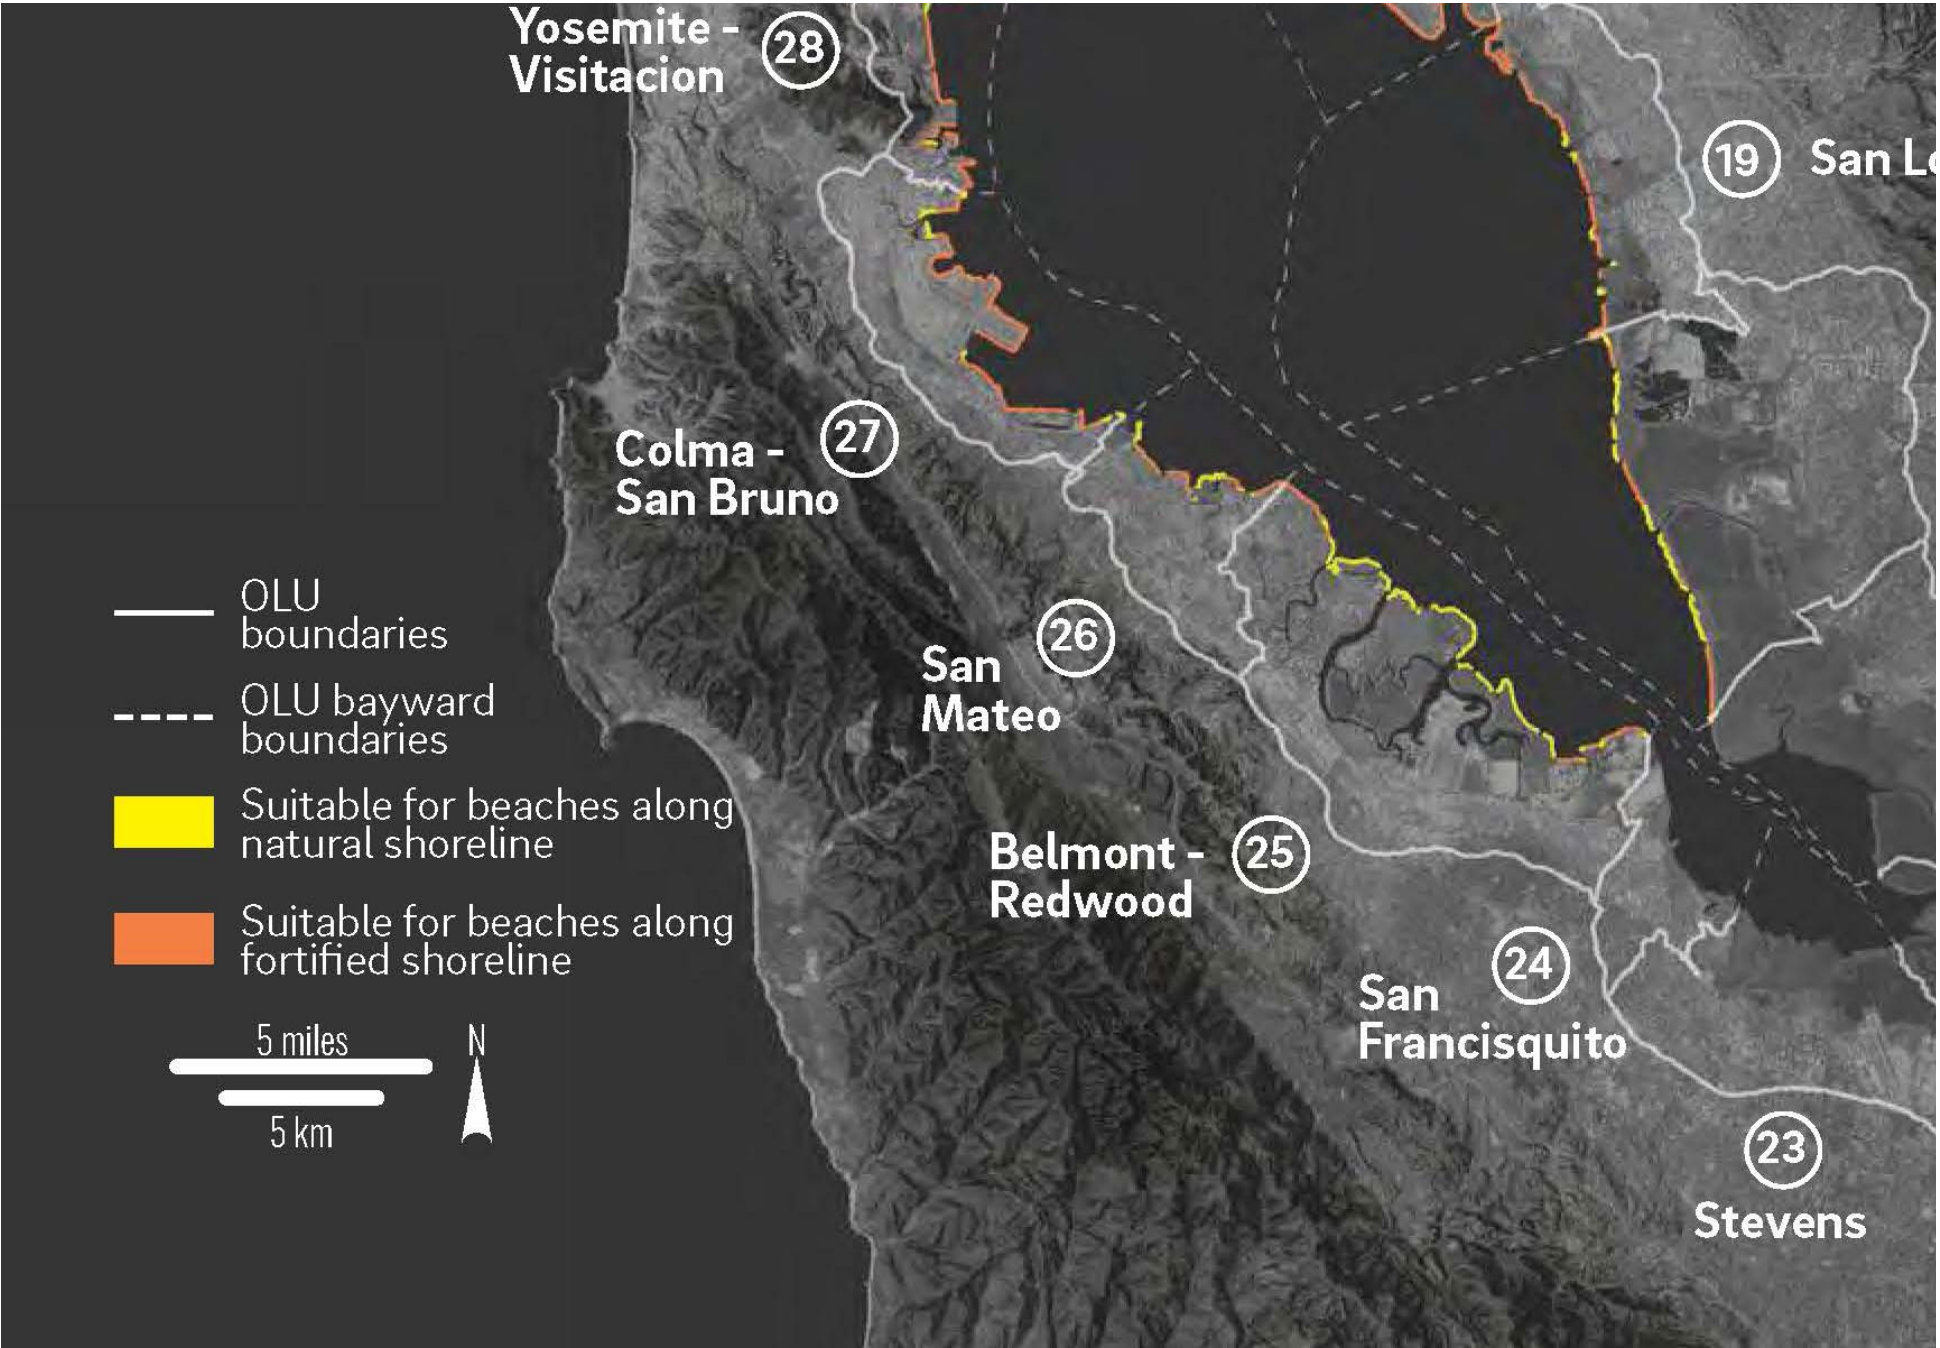 Yosemite -
Visitacion
28
19 San Lo
Colma -
San Bruno
27
San
Mateo
26
Belmont -
Redwood
25
San
Francisquito
24
23
Stevens
OLU
boundaries
OLU bayward
boundaries
Suitable for beaches along
natural shoreline
Suitable for beaches along
fortified shoreline
5 miles
5 km
N